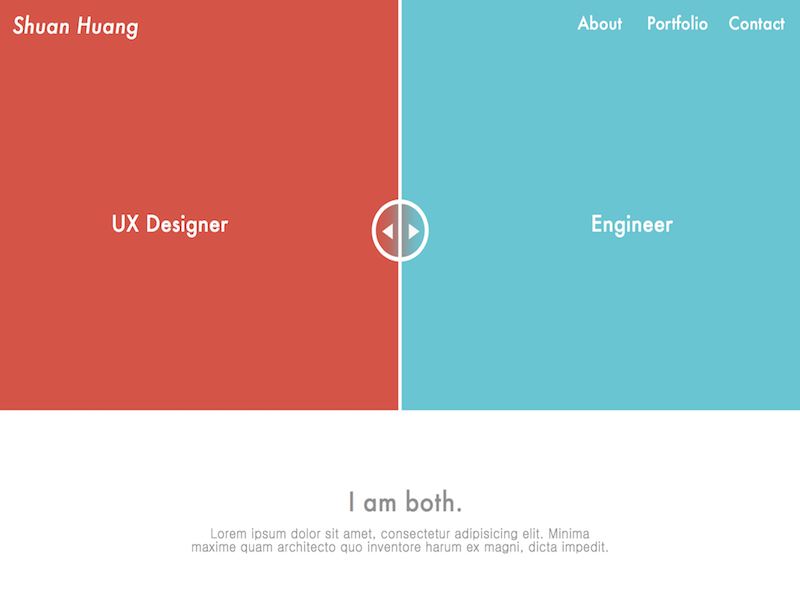 Shuan Huang
About Portfolio Contact
UX Designer
Engineer
I am both.
Lorem ipsum dolor sit amet, consectetur adipisicing elit. Minima
maxime quam architecto quo inventore harum ex magni, dicta impedit.